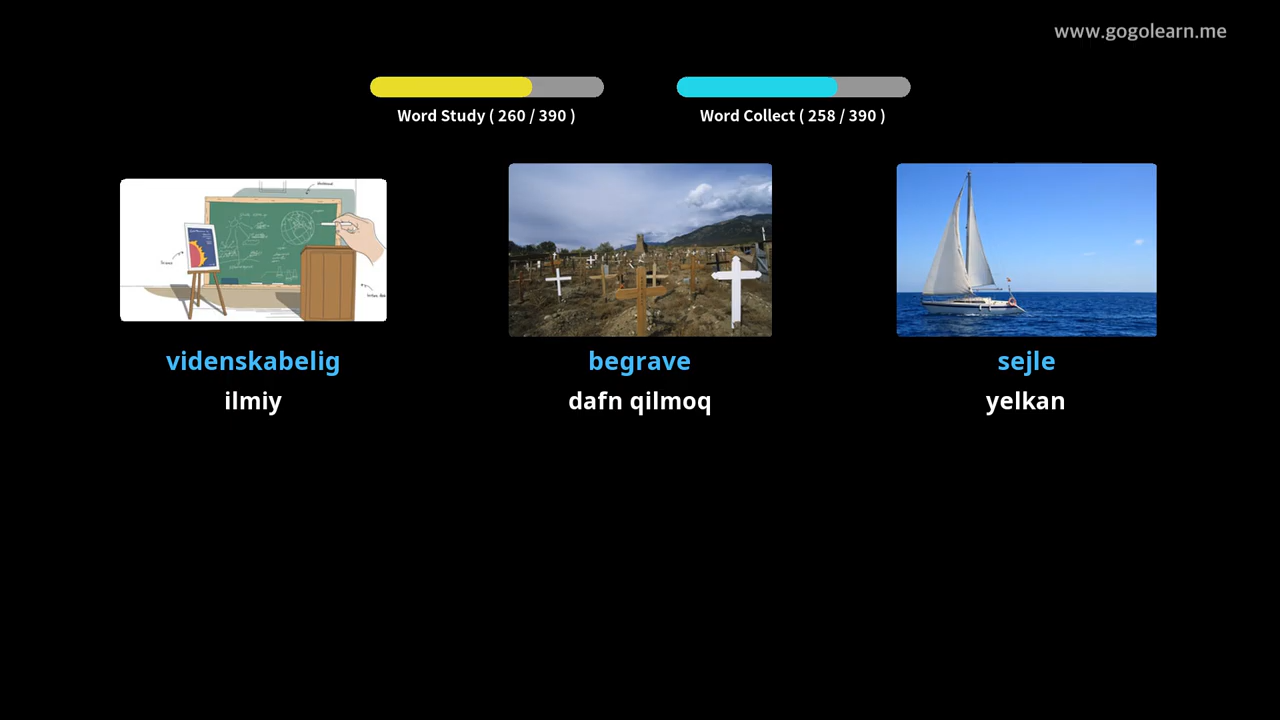 www.gogolearn.me
Word Study ( 260 / 390 )
Word Collect ( 258 / 390 )
videnskabelig
begrave
sejle
ilmiy
dafn qilmoq
yelkan